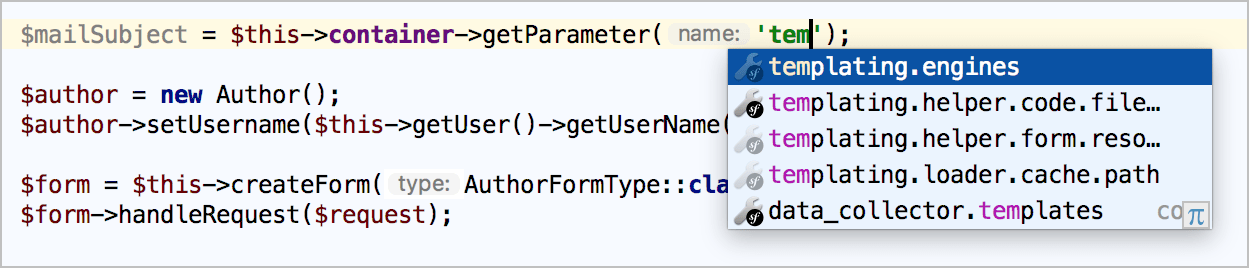 $mailSubject = $this->container->getParameter( name: 'tem');
templating.engines
$author = new Author();
templating.helper.code.file…
$author->setUsername($this->getUser()->getUserName(
templating.helper.form.reso…
templating.loader.cache.path
$form = $this->createForm( type: AuthorFormType::cla
$form->handleRequest($request);
data_collector.templates co π